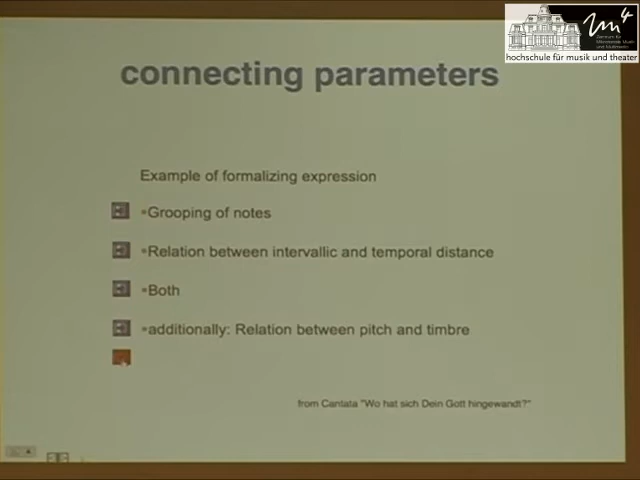 hochschule für musik und theater
connecting parameters
Example of formalizing expression
▪Grooping of notes
▪Relation between intervallic and temporal distance
▪Both
▪additionally: Relation between pitch and timbre
from Cantata "Wo hat sich Dein Gott hingewandt?"